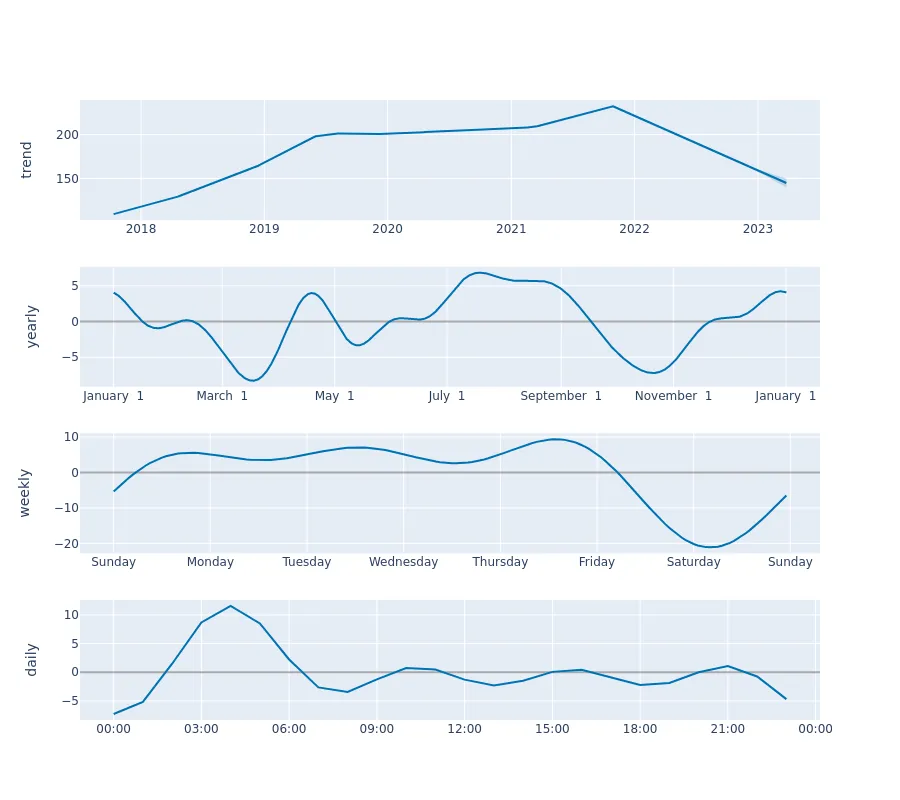 trend
200
150
2018 2019 2020 2021 2022 2023
yearly
5
0
−5
January 1 March 1 May 1 July 1 September 1 November 1 January 1
weekly
10
0
−10
−20
Sunday Monday Tuesday Wednesday Thursday Friday Saturday Sunday
daily
10
5
0
−5
00:00 03:00 06:00 09:00 12:00 15:00 18:00 21:00 00:00